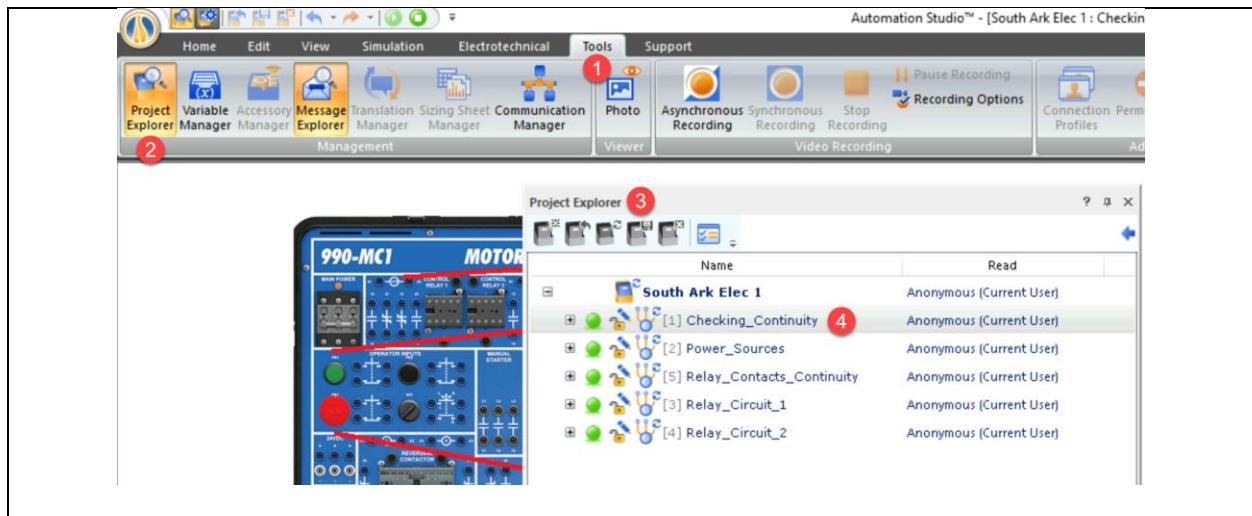 Automation Studio™ - [South Ark Elec 1 : Checkin
Home Edit View Simulation Electrotechnical Tools Support
1
Project Explorer
Variable Manager
Accessory Manager
Message Explorer
Translation Manager
Sizing Sheet Manager
Communication Manager
Photo
Asynchronous Recording
Synchronous Recording
Stop Recording
Pause Recording
Recording Options
Connection Profiles
Perm
2
Management
Viewer
Video Recording
Ad
Project Explorer 3
Name Read
South Ark Elec 1 Anonymous (Current User)
[1] Checking_Continuity 4 Anonymous (Current User)
[2] Power_Sources Anonymous (Current User)
[5] Relay_Contacts_Continuity Anonymous (Current User)
[3] Relay_Circuit_1 Anonymous (Current User)
[4] Relay_Circuit_2 Anonymous (Current User)
990-MC1 MOTOR
MAIN POWER
CONTROL RELAY 1
CONTROL RELAY 2
OPERATOR INPUTS
MANUAL STARTER
24VDC
CONTACTOR